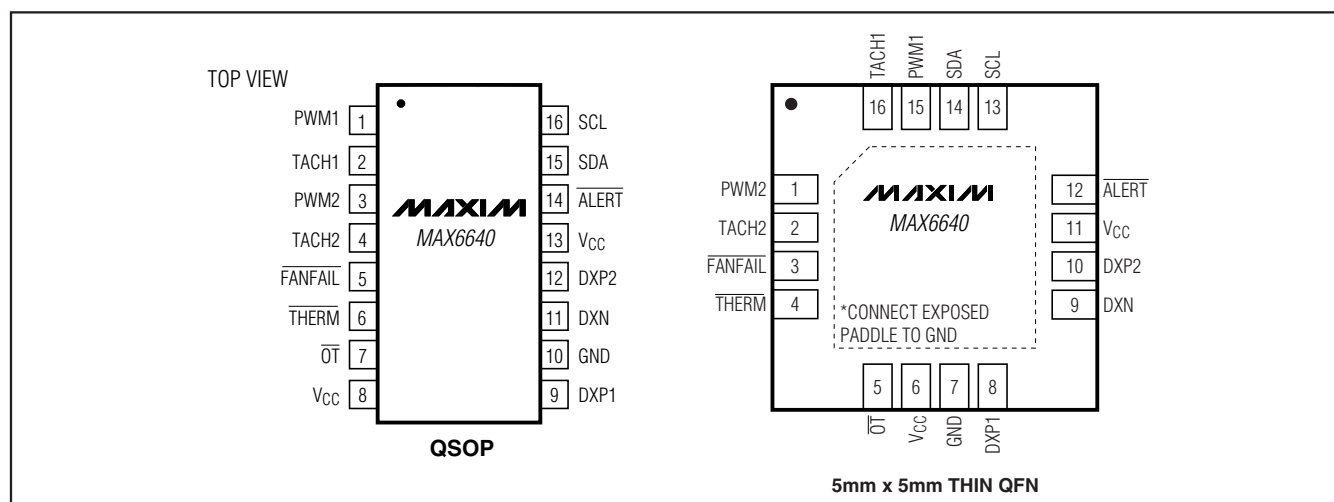 TOP VIEW
PWM1 1
TACH1 2
PWM2 3
TACH2 4
FANFAIL 5
THERM 6
OT 7
VCC 8
MAXIM
MAX6640
16 SCL
15 SDA
14 ALERT
13 VCC
12 DXP2
11 DXN
10 GND
9 DXP1
QSOP
TACH1 PWM1 SDA SCL
16 15 14 13
PWM2 1
TACH2 2
FANFAIL 3
THERM 4
MAXIM
MAX6640
*CONNECT EXPOSED
PADDLE TO GND
12 ALERT
11 VCC
10 DXP2
9 DXN
5 6 7 8
OT VCC GND DXP1
5mm x 5mm THIN QFN